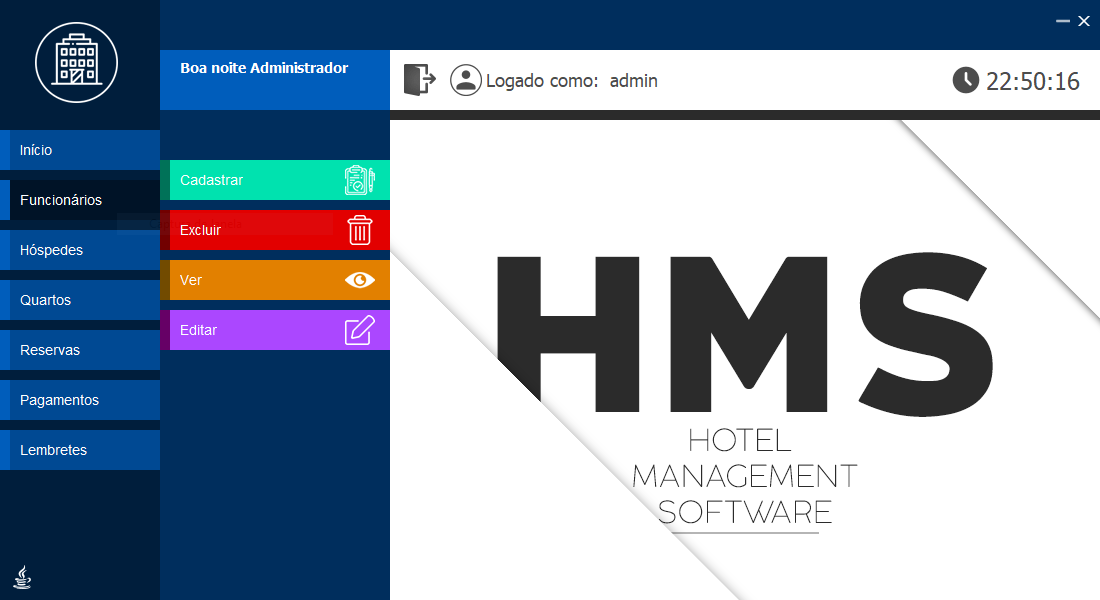 Boa noite Administrador
Logado como: admin
22:50:16
Início
Funcionários
Hóspedes
Quartos
Reservas
Pagamentos
Lembretes
Cadastrar
Excluir
Ver
Editar
HMS
HOTEL
MANAGEMENT
SOFTWARE